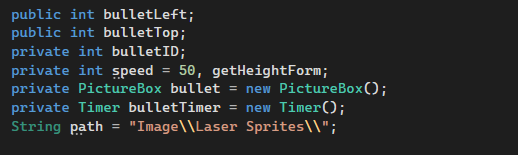 public int bulletLeft;
public int bulletTop;
private int bulletID;
private int speed = 50, getHeightForm;
private PictureBox bullet = new PictureBox();
private Timer bulletTimer = new Timer();
String path = "Image\\Laser Sprites\\";